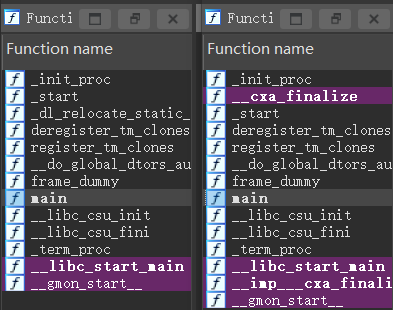 Functi
Function name
f _init_proc
f _start
f _dl_relocate_static_
f deregister_tm_clones
f register_tm_clones
f __do_global_dtors_au
f frame_dummy
f main
f __libc_csu_init
f __libc_csu_fini
f _term_proc
f __libc_start_main
f __gmon_start__
Functi
Function name
f _init_proc
f __cxa_finalize
f _start
f deregister_tm_clones
f register_tm_clones
f __do_global_dtors_au
f frame_dummy
f main
f __libc_csu_init
f __libc_csu_fini
f _term_proc
f __libc_start_main
f __imp___cxa_finali
f __gmon_start__